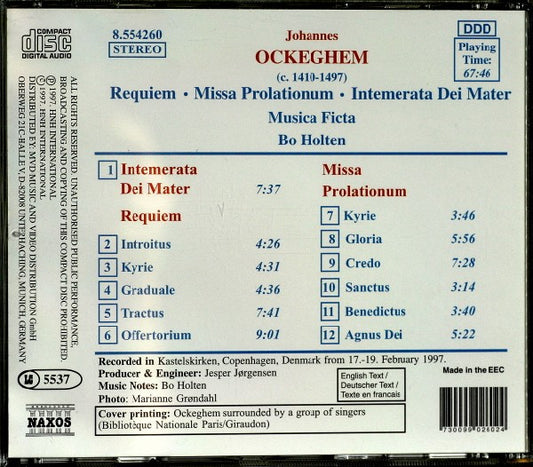 COMPACT
disc
DIGITAL AUDIO
8.554260
STEREO
Johannes
OCKEGHEM
(c. 1410-1497)
DDD
Playing
Time:
67:46
Requiem • Missa Prolationum • Intemerata Dei Mater
Musica Ficta
Bo Holten
1 Intemerata
Dei Mater 7:37
Requiem
2 Introitus 4:26
3 Kyrie 4:31
4 Graduale 4:36
5 Tractus 7:41
6 Offertorium 9:01
Missa
Prolationum
7 Kyrie 3:46
8 Gloria 5:56
9 Credo 7:28
10 Sanctus 3:14
11 Benedictus 3:40
12 Agnus Dei 5:22
ALL RIGHTS RESERVED. UNAUTHORISED PUBLIC PERFORMANCE,
BROADCASTING AND COPYING OF THIS COMPACT DISC PROHIBITED.
℗ 1997, HNH INTERNATIONAL
© 1997, HNH INTERNATIONAL
DISTRIBUTED BY: MVD MUSIC AND VIDEO DISTRIBUTION GmbH
OBERWEG 21C-HALLE V, D-82008 UNTERHACHING, MUNICH, GERMANY
5537
NAXOS
Recorded in Kastelskirken, Copenhagen, Denmark from 17.-19. February 1997.
Producer & Engineer: Jesper Jørgensen
Music Notes: Bo Holten
Photo: Marianne Grøndahl
English Text /
Deutscher Text /
Texte en francais
Made in the EEC
Cover printing: Ockeghem surrounded by a group of singers
(Bibliotèque Nationale Paris/Giraudon)
730099 026024